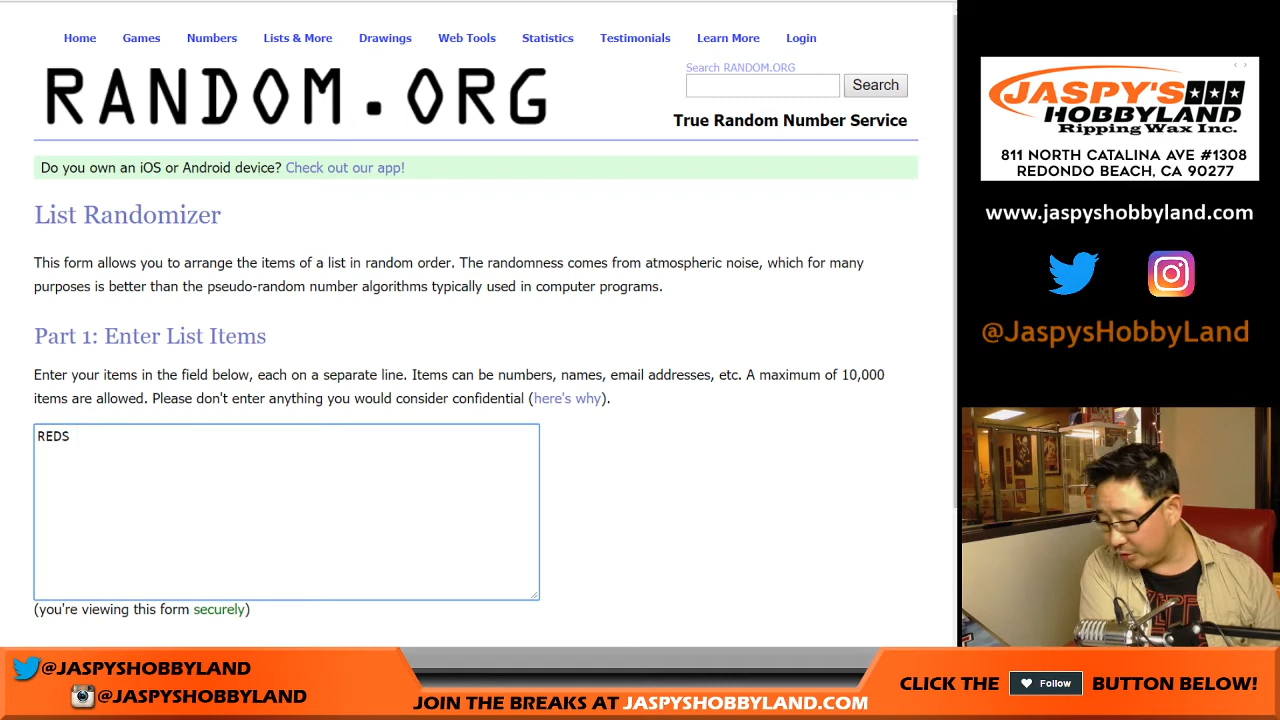 Home Games Numbers Lists & More Drawings Web Tools Statistics Testimonials Learn More Login
RANDOM.ORG
Search RANDOM.ORG
Search
True Random Number Service
Do you own an iOS or Android device? Check out our app!
List Randomizer
This form allows you to arrange the items of a list in random order. The randomness comes from atmospheric noise, which for many
purposes is better than the pseudo-random number algorithms typically used in computer programs.
Part 1: Enter List Items
Enter your items in the field below, each on a separate line. Items can be numbers, names, email addresses, etc. A maximum of 10,000
items are allowed. Please don't enter anything you would consider confidential (here's why).
REDS
(you're viewing this form securely)
JASPY'S
HOBBYLAND
Ripping Wax Inc.
811 NORTH CATALINA AVE #1308
REDONDO BEACH, CA 90277
www.jaspyshobbyland.com
@JaspysHobbyLand
@JASPYSHOBBYLAND
@JASPYSHOBBYLAND
JOIN THE BREAKS AT JASPYSHOBBYLAND.COM
CLICK THE Follow BUTTON BELOW!